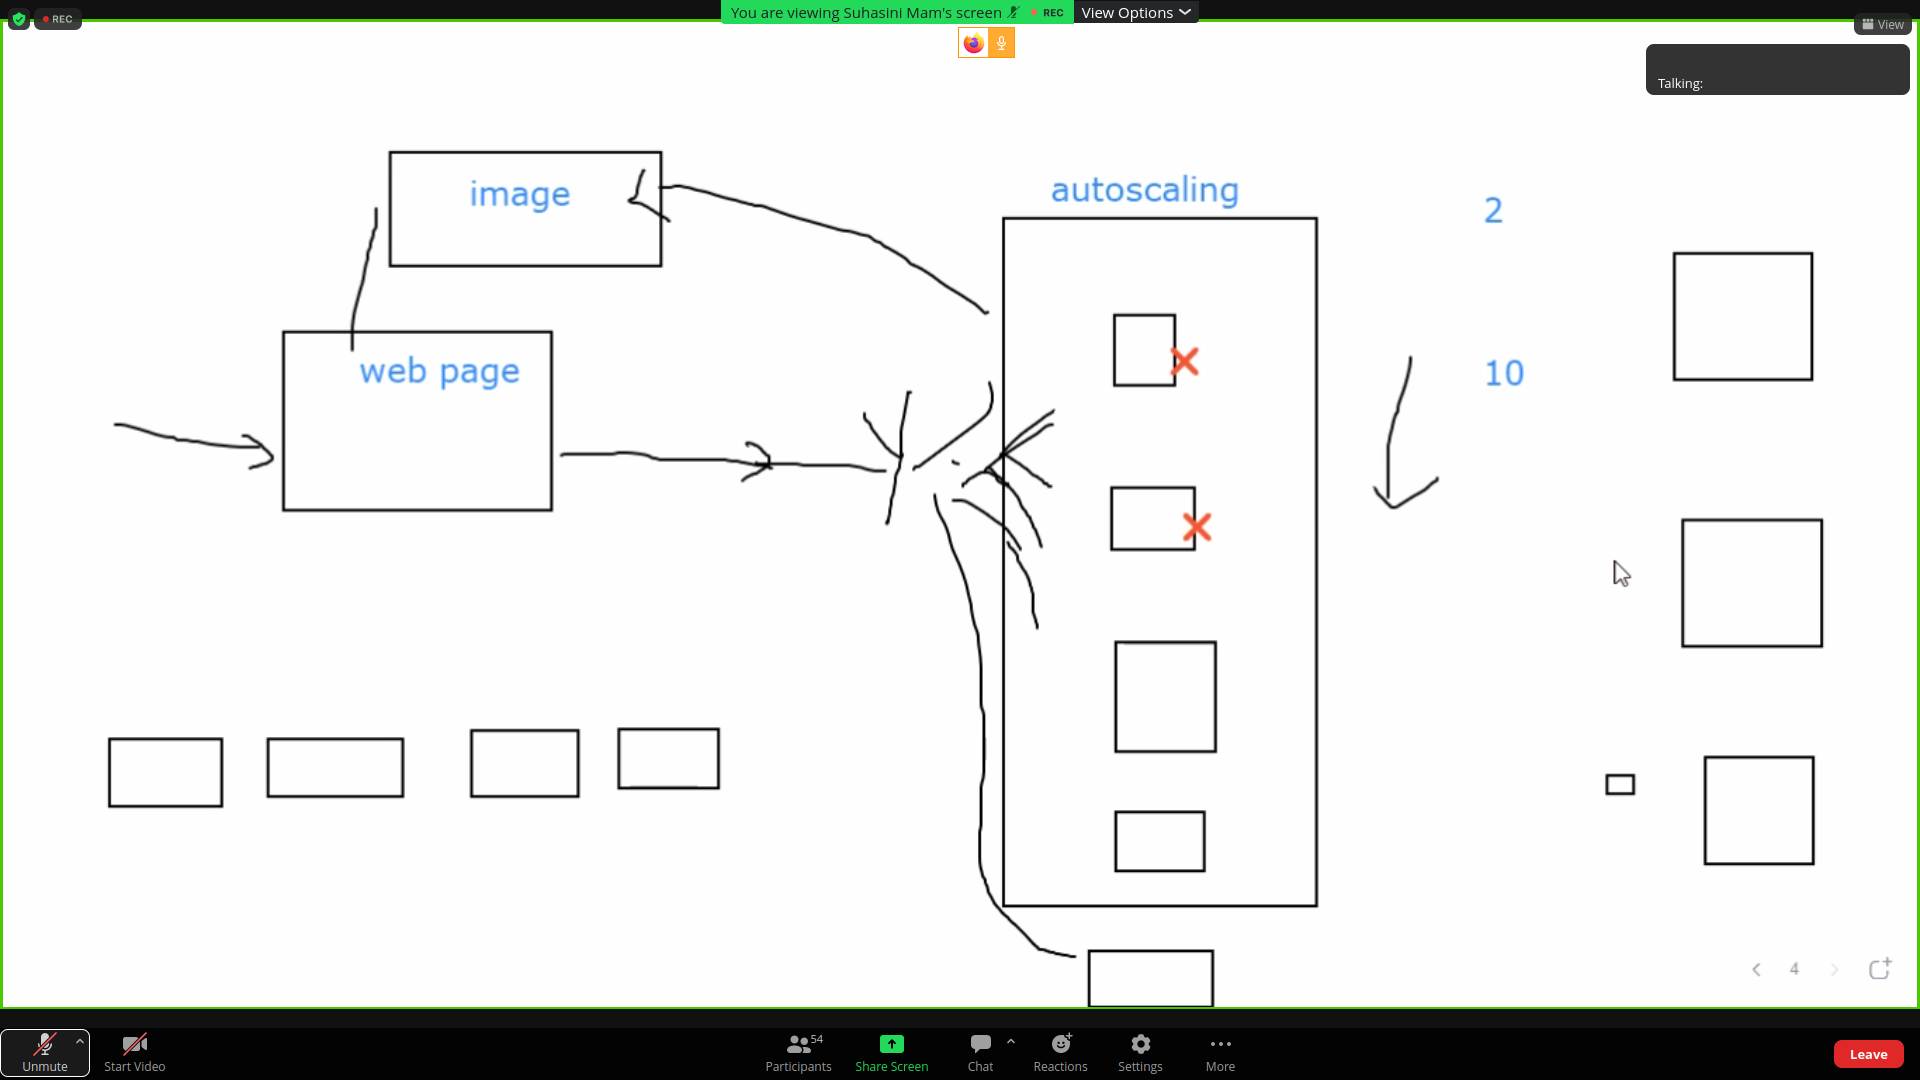 REC
You are viewing Suhasini Mam's screen
REC
View Options
View
Talking:
image
autoscaling
2
web page
10
4
Unmute
Start Video
54
Participants
Share Screen
Chat
Reactions
Settings
More
Leave